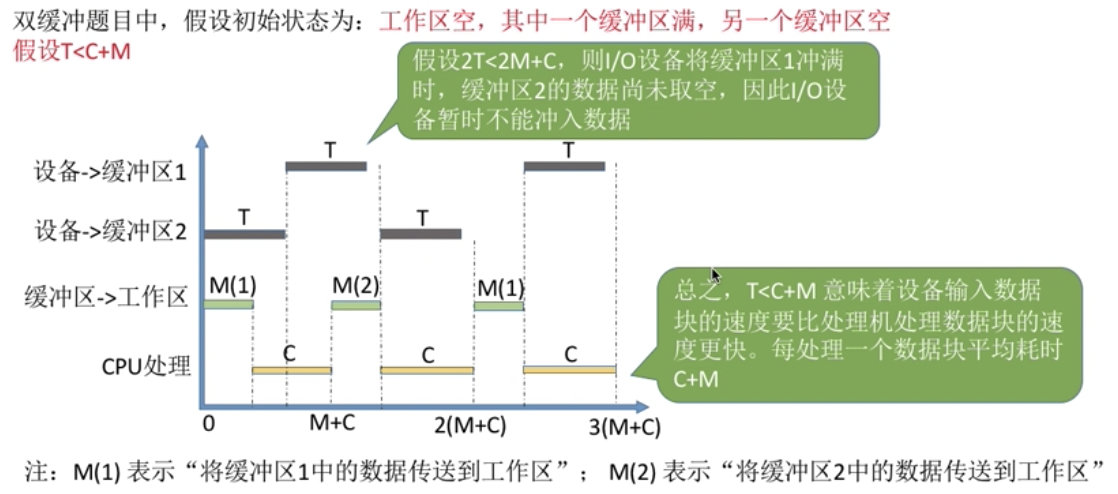 双缓冲题目中，假设初始状态为：工作区空，其中一个缓冲区满，另一个缓冲区空
假设T<C+M
假设2T<2M+C，则I/O设备将缓冲区1冲满
时，缓冲区2的数据尚未取空，因此I/O设
备暂时不能冲入数据
T
T
设备->缓冲区1
T
T
设备->缓冲区2
M(1)
M(2)
M(1)
缓冲区->工作区
C
C
C
CPU处理
总之，T<C+M 意味着设备输入数据
块的速度要比处理机处理数据块的速
度更快。每处理一个数据块平均耗时
C+M
0
M+C
2(M+C)
3(M+C)
注：M(1) 表示“将缓冲区1中的数据传送到工作区”； M(2) 表示“将缓冲区2中的数据传送到工作区”